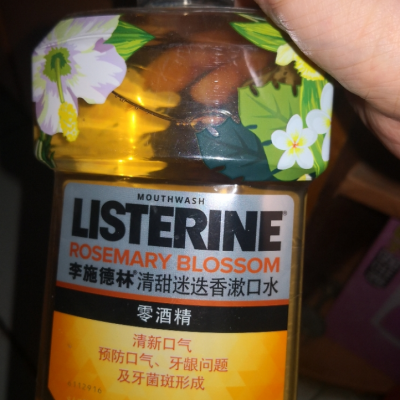 MOUTHWASH
LISTERINE®
ROSEMARY BLOSSOM
李施德林®清甜迷迭香漱口水
零酒精
清新口气
预防口气、牙龈问题
及牙菌斑形成